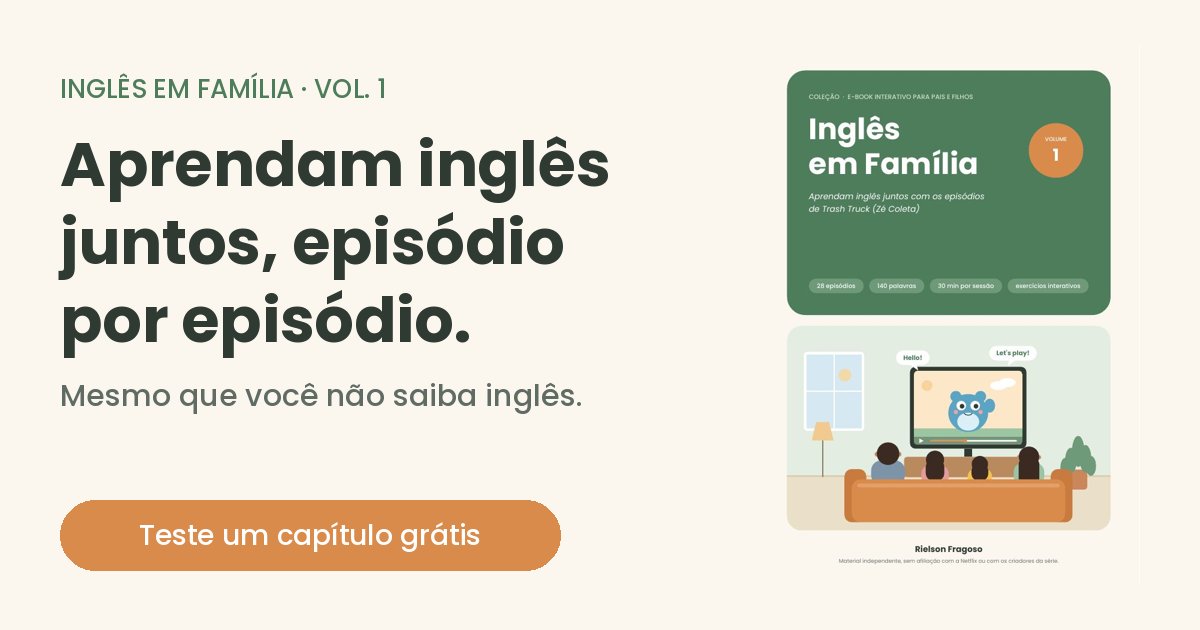 INGLÊS EM FAMÍLIA · VOL. 1
Aprendam inglês
juntos, episódio
por episódio.
Mesmo que você não saiba inglês.
Teste um capítulo grátis
COLEÇÃO · E-BOOK INTERATIVO PARA PAIS E FILHOS
Inglês
em Família
VOLUME
1
Aprendam inglês juntos com os episódios
de Trash Truck (Zé Coleta)
28 episódios
140 palavras
30 min por sessão
exercícios interativos
Hello!
Let's play!
Rielson Fragoso
Material independente, sem afiliação com a Netflix ou com os criadores da série.